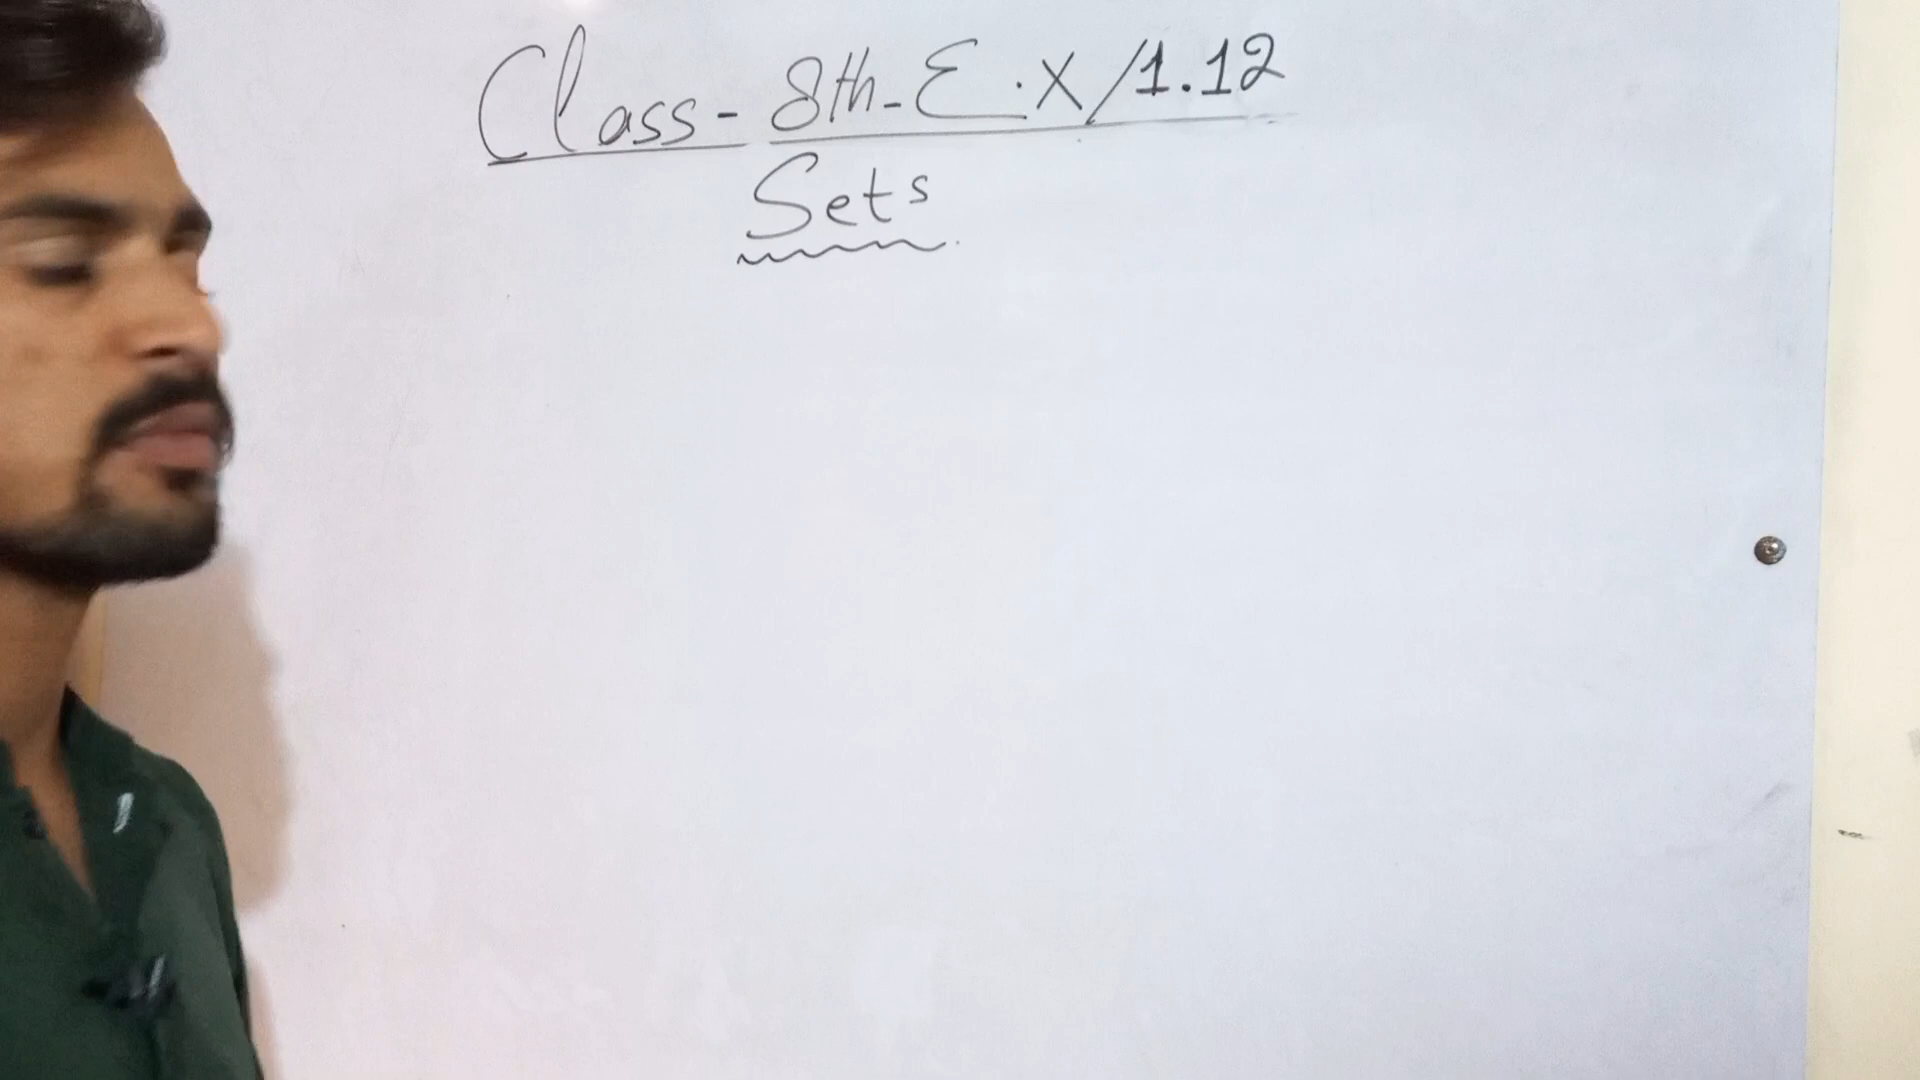 Class - 8th - E.X/1.12
Sets